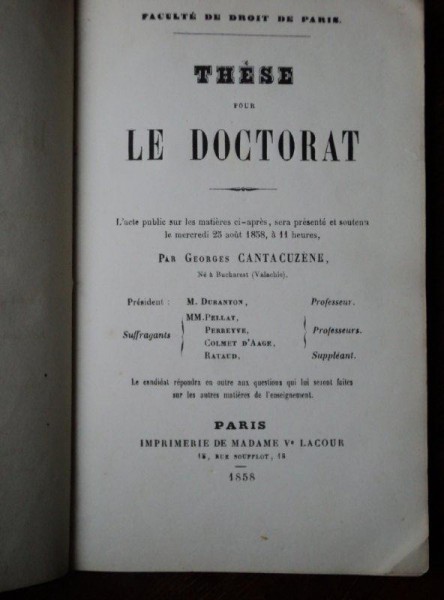 FACULTÉ DE DROIT DE PARIS.
THÈSE
POUR
LE DOCTORAT
L'acte public sur les matières ci-après, sera présenté et soutenu
le mercredi 25 août 1858, à 11 heures,
PAR GEORGES CANTACUZÈNE,
Né à Bucharest (Valachie).
Président : M. DURANTON, Professeur.
Suffragants MM. PELLAT, PERREYVE, COLMET D'AAGE, Professeurs.
RATAUD, Suppléant.
Le candidat répondra en outre aux questions qui lui seront faites
sur les autres matières de l'enseignement.
PARIS
IMPRIMERIE DE MADAME Ve LACOUR
18, RUE SOUFFLOT, 18
1858